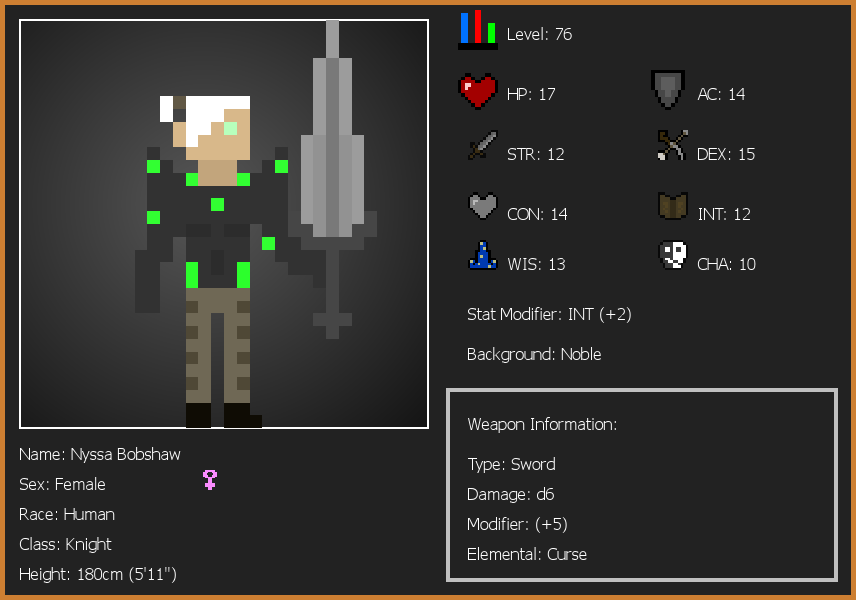 Level: 76
HP: 17
AC: 14
STR: 12
DEX: 15
CON: 14
INT: 12
WIS: 13
CHA: 10
Stat Modifier: INT (+2)
Background: Noble
Weapon Information:
Type: Sword
Damage: d6
Modifier: (+5)
Elemental: Curse
Name: Nyssa Bobshaw
Sex: Female
Race: Human
Class: Knight
Height: 180cm (5'11")